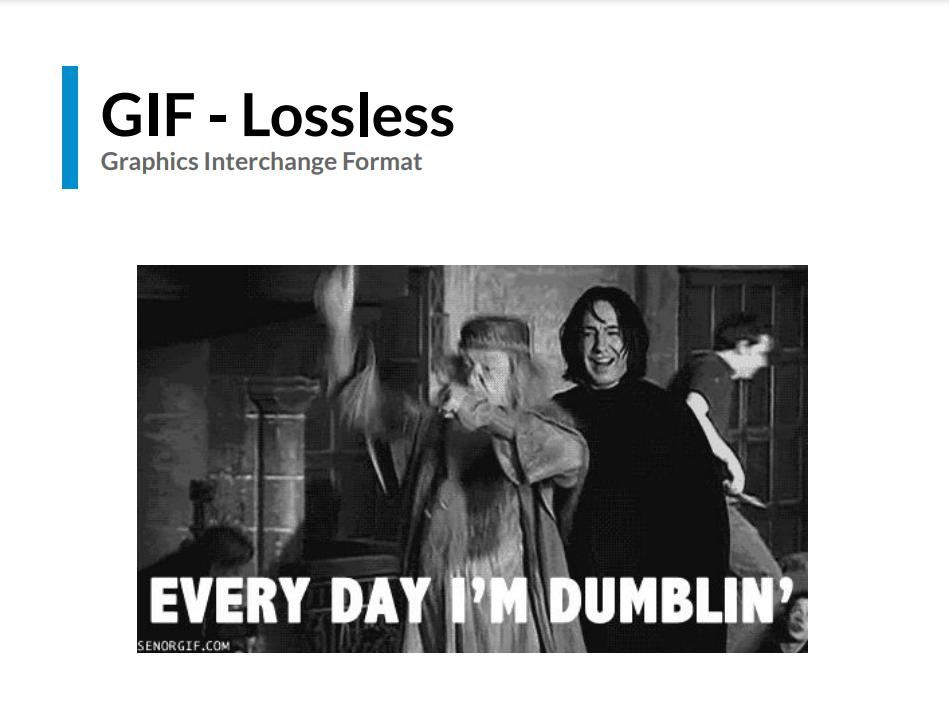 GIF - Lossless
Graphics Interchange Format
EVERY DAY I'M DUMBLIN'
SENORGIF.COM